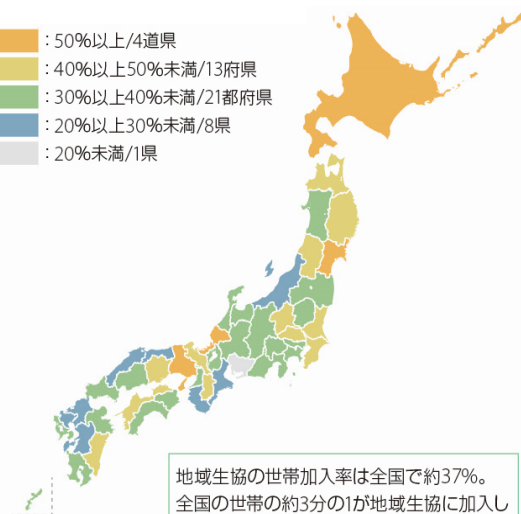 ：50%以上/4道県
：40%以上50%未満/13府県
：30%以上40%未満/21都府県
：20%以上30%未満/8県
：20%未満/1県
地域生協の世帯加入率は全国で約37%。
全国の世帯の約3分の1が地域生協に加入し